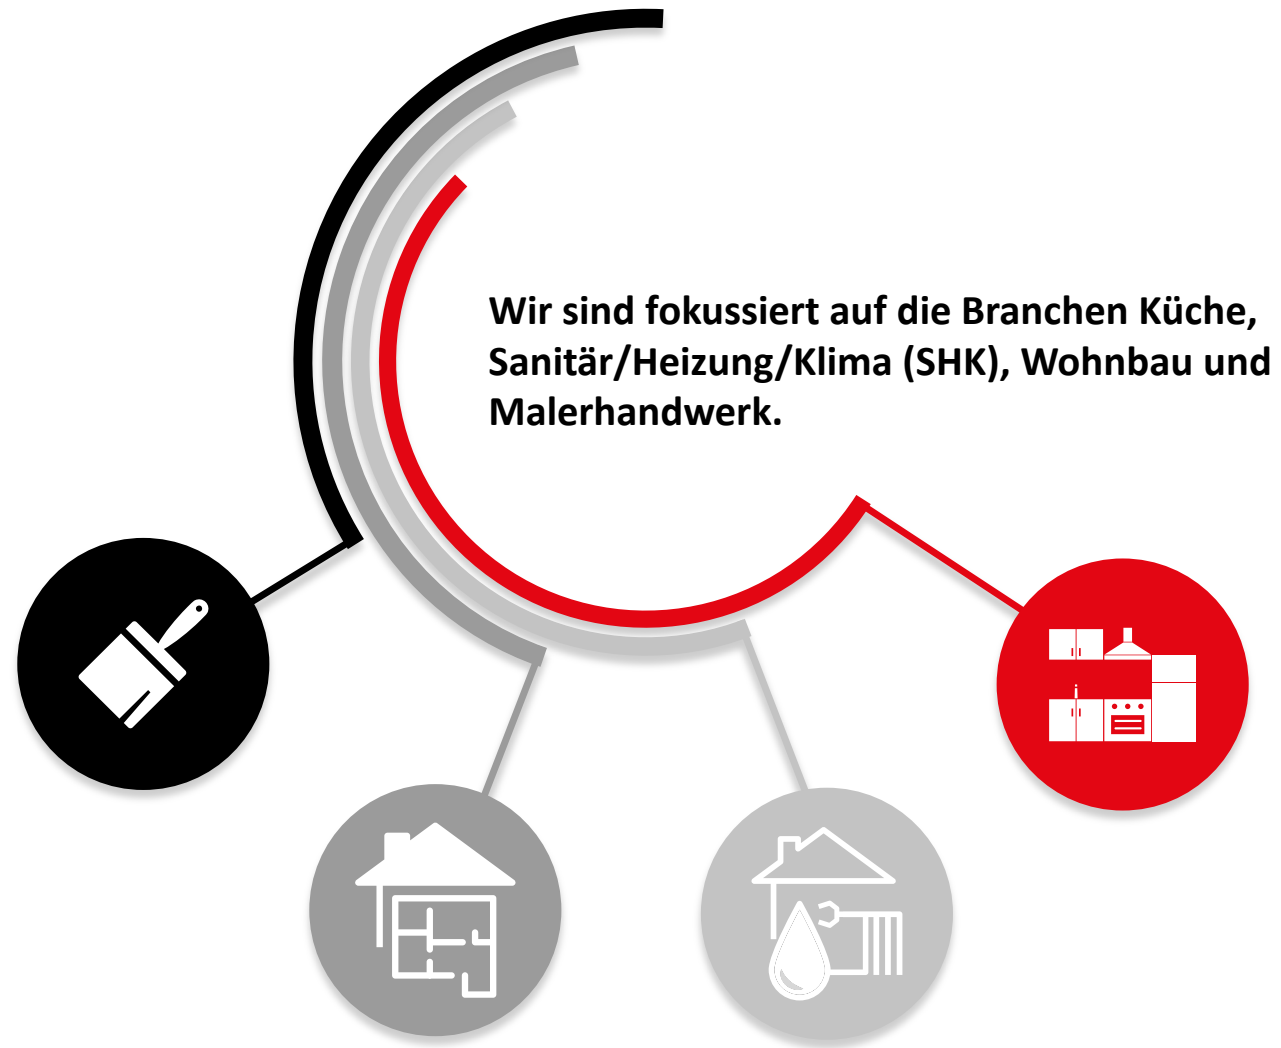 Wir sind fokussiert auf die Branchen Küche,
Sanitär/Heizung/Klima (SHK), Wohnbau und
Malerhandwerk.